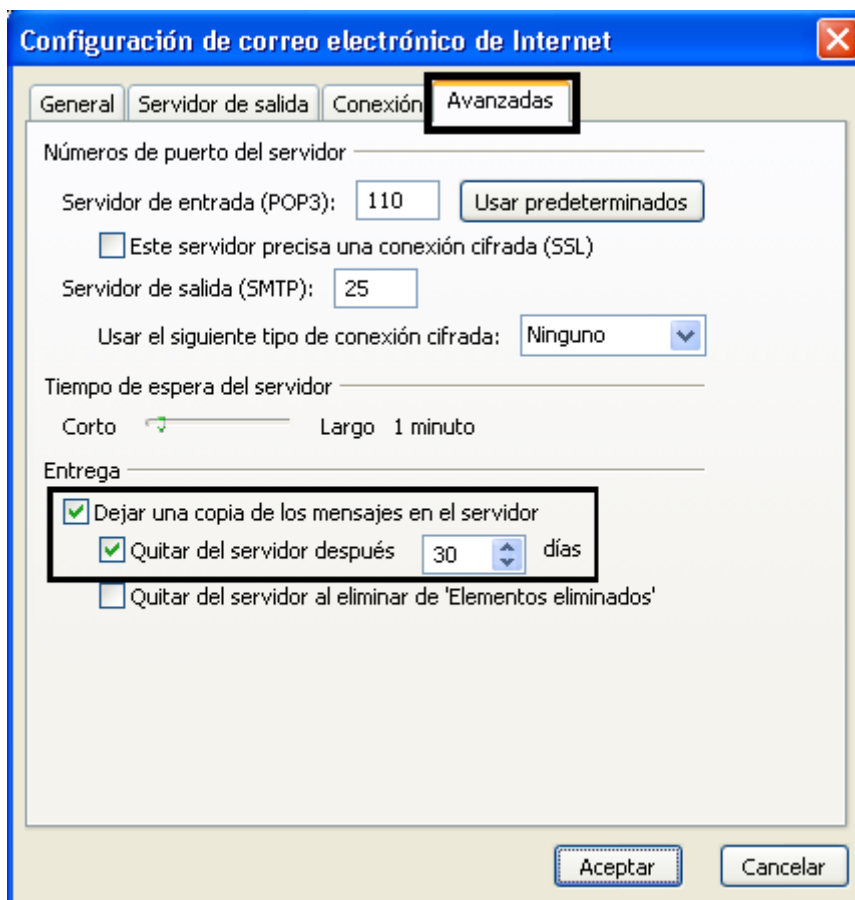 Configuración de correo electrónico de Internet
General Servidor de salida Conexión Avanzadas
Números de puerto del servidor
Servidor de entrada (POP3): 110 Usar predeterminados
Este servidor precisa una conexión cifrada (SSL)
Servidor de salida (SMTP): 25
Usar el siguiente tipo de conexión cifrada: Ninguno
Tiempo de espera del servidor
Corto Largo 1 minuto
Entrega
Dejar una copia de los mensajes en el servidor
Quitar del servidor después 30 días
Quitar del servidor al eliminar de 'Elementos eliminados'
Aceptar Cancelar